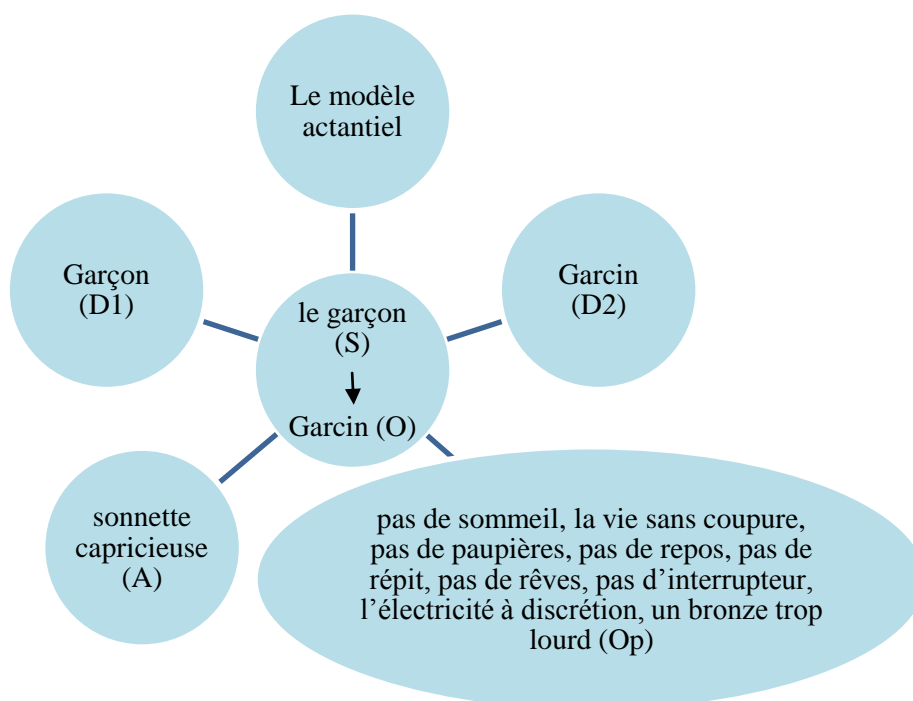 Le modèle
actantiel
Garçon
(D1)
Garcin
(D2)
le garçon
(S)
Garcin (O)
sonnette
capricieuse
(A)
pas de sommeil, la vie sans coupure,
pas de paupières, pas de repos, pas de
répit, pas de rêves, pas d’interrupteur,
l’électricité à discrétion, un bronze trop
lourd (Op)